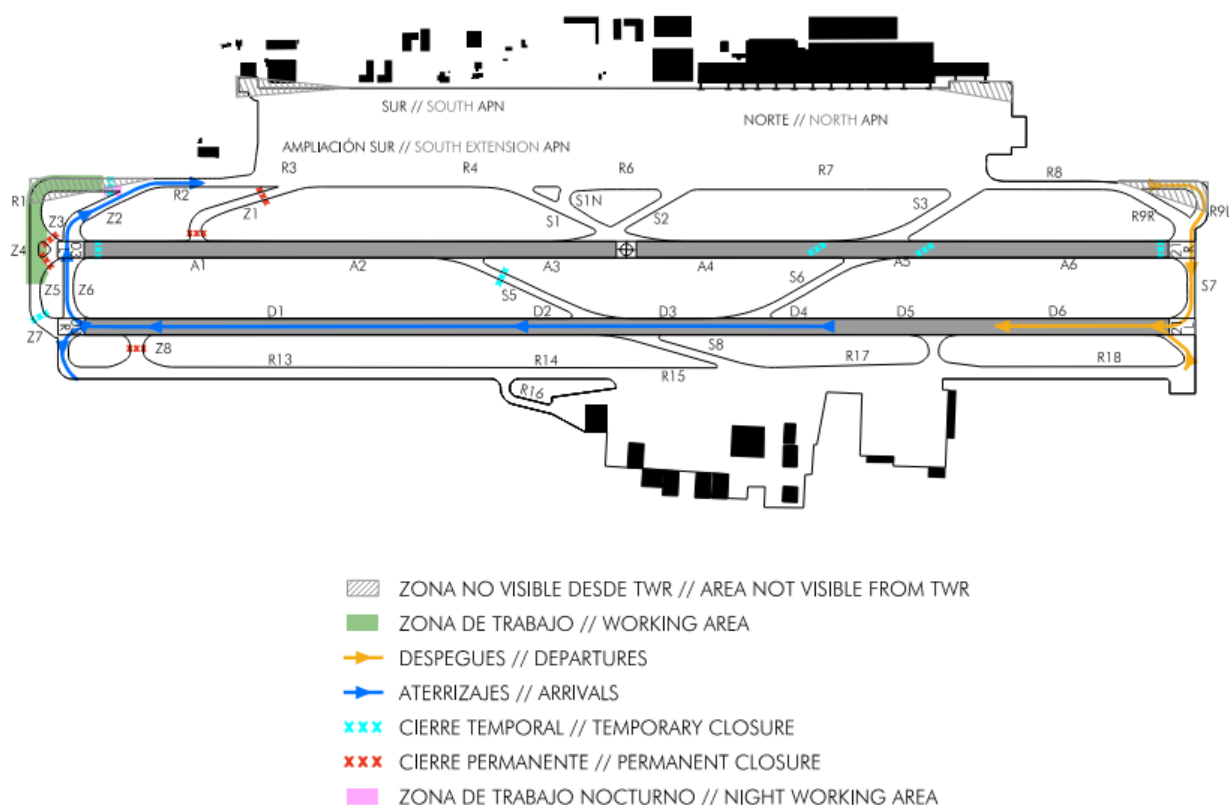 SUR // SOUTH APN
NORTE // NORTH APN
AMPLIACIÓN SUR // SOUTH EXTENSION APN
R3
R4
R6
R7
R8
R1
R2
Z3
Z2
Z1
S1N
S1
S2
S3
R9R
R9L
Z4
03
L
21
R
A1
A2
A3
A4
A5
A6
Z5
Z6
S5
S6
S7
D1
D2
D3
D4
D5
D6
Z7
R
L
Z8
S8
R13
R14
R15
R17
R18
R16
ZONA NO VISIBLE DESDE TWR // AREA NOT VISIBLE FROM TWR
ZONA DE TRABAJO // WORKING AREA
DESPEGUES // DEPARTURES
ATERRIZAJES // ARRIVALS
CIERRE TEMPORAL // TEMPORARY CLOSURE
CIERRE PERMANENTE // PERMANENT CLOSURE
ZONA DE TRABAJO NOCTURNO // NIGHT WORKING AREA